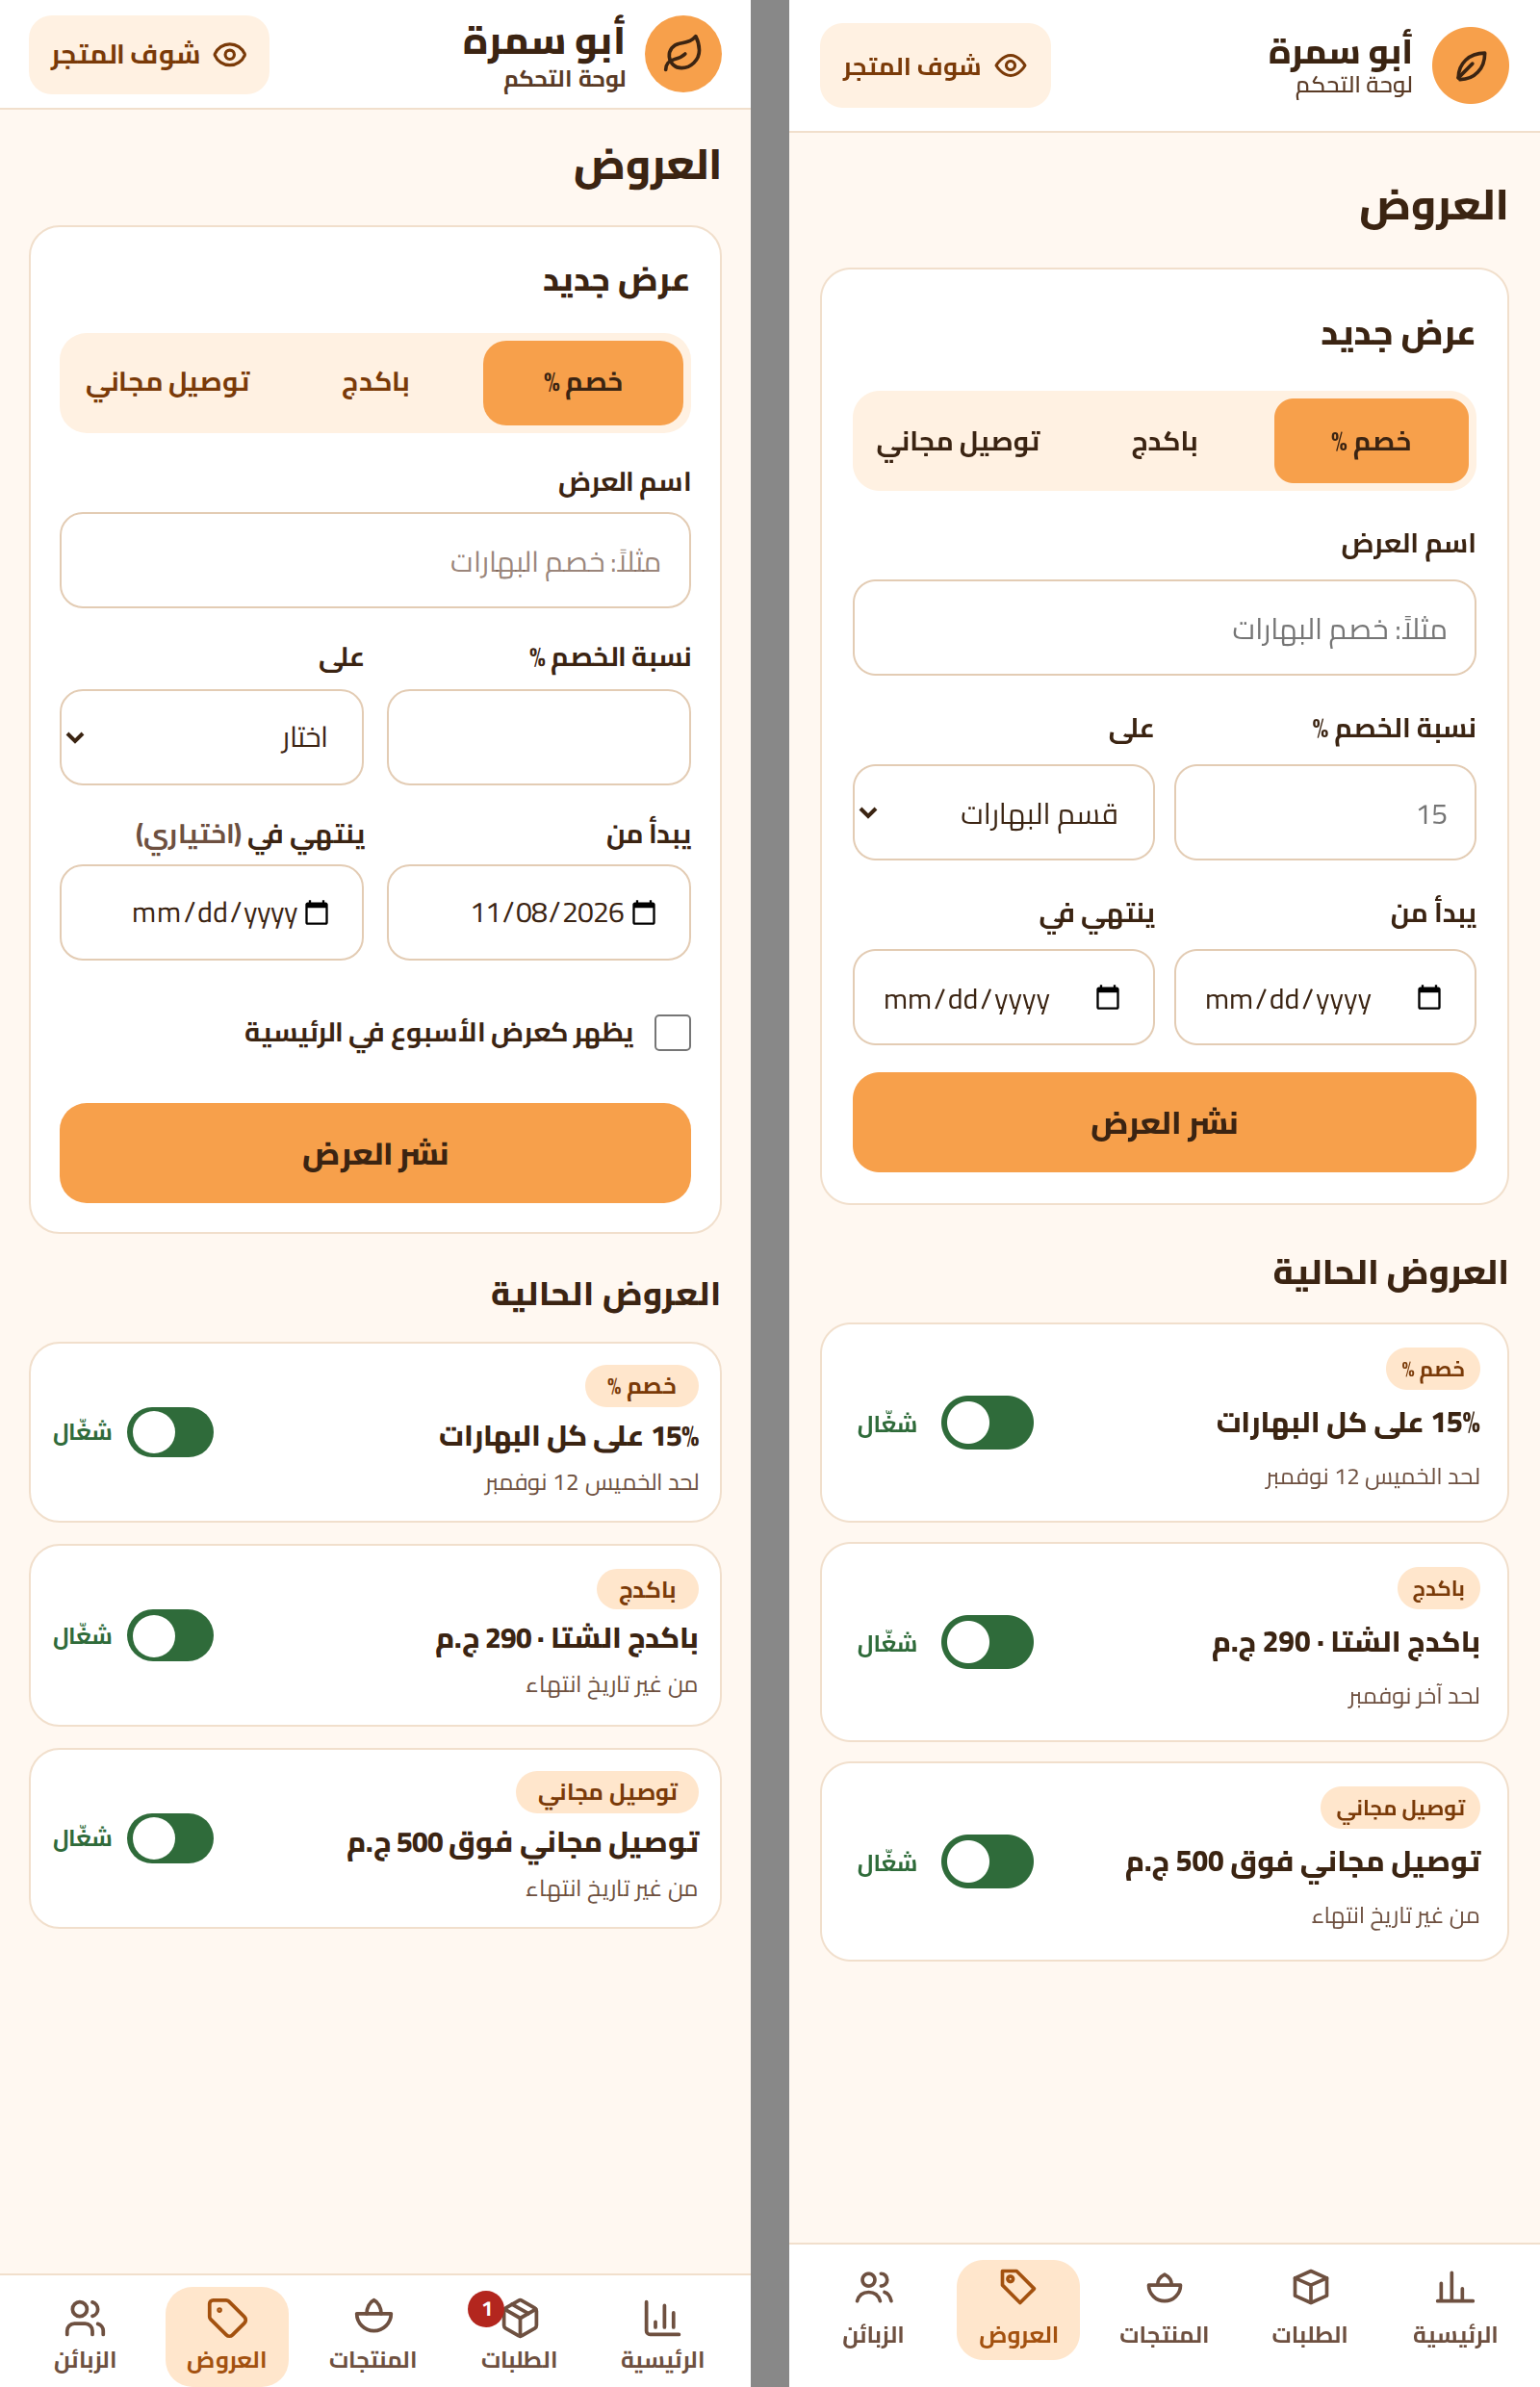 أبو سمرة
لوحة التحكم
شوف المتجر
العروض
عرض جديد
خصم %
باكدج
توصيل مجاني
اسم العرض
مثلاً: خصم البهارات
نسبة الخصم %
على
15
قسم البهارات
يبدأ من
ينتهي في
mm/dd/yyyy
mm/dd/yyyy
نشر العرض
العروض الحالية
خصم %
15% على كل البهارات
لحد الخميس 12 نوفمبر
شغّال
باكدج
باكدج الشتا · 290 ج.م
لحد آخر نوفمبر
شغّال
توصيل مجاني
توصيل مجاني فوق 500 ج.م
من غير تاريخ انتهاء
شغّال
الرئيسية
الطلبات
المنتجات
العروض
الزبائن
أبو سمرة
لوحة التحكم
شوف المتجر
العروض
عرض جديد
خصم %
باكدج
توصيل مجاني
اسم العرض
مثلاً: خصم البهارات
نسبة الخصم %
على
اختار
يبدأ من
ينتهي في (اختياري)
11/08/2026
mm/dd/yyyy
يظهر كعرض الأسبوع في الرئيسية
نشر العرض
العروض الحالية
خصم %
15% على كل البهارات
لحد الخميس 12 نوفمبر
شغّال
باكدج
باكدج الشتا · 290 ج.م
من غير تاريخ انتهاء
شغّال
توصيل مجاني
توصيل مجاني فوق 500 ج.م
من غير تاريخ انتهاء
شغّال
الرئيسية
1
الطلبات
المنتجات
العروض
الزبائن